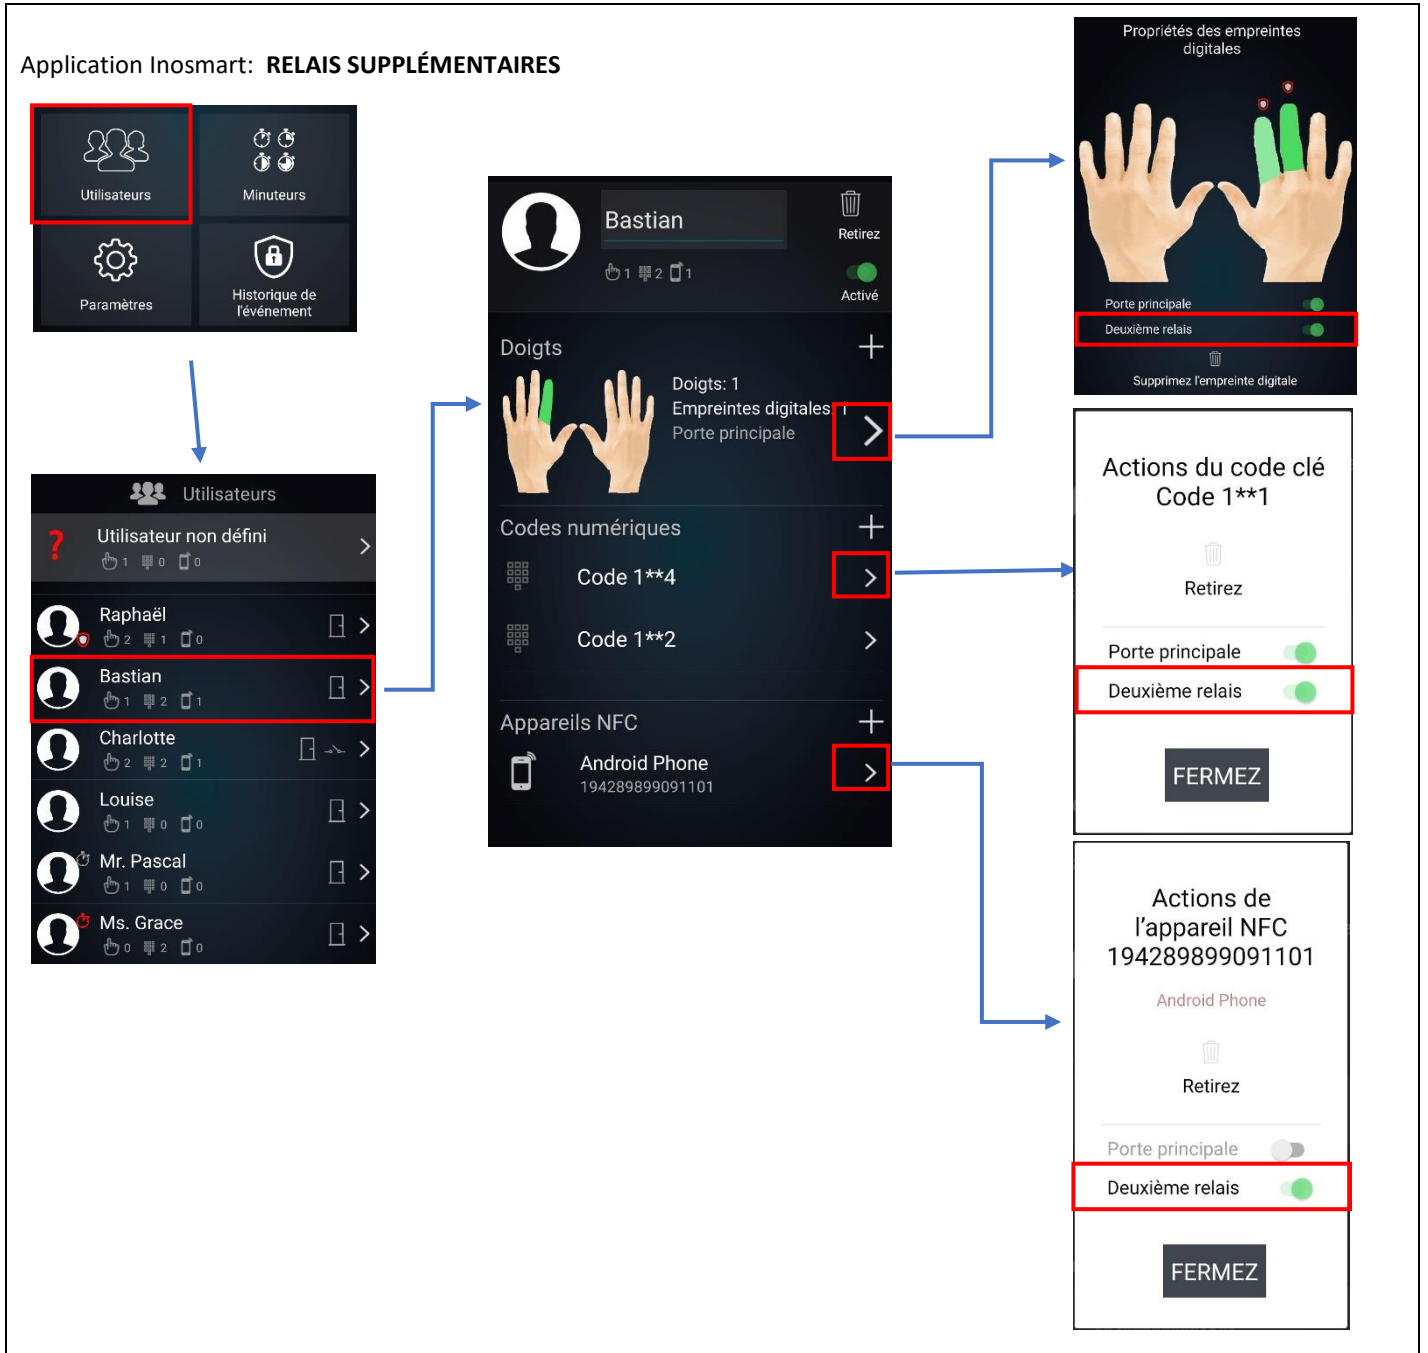 Application Inosmart: RELAIS SUPPLÉMENTAIRES
Utilisateurs
Minuteurs
Paramètres
Historique de
l'événement
Utilisateurs
Utilisateur non défini
1 0 0
Raphaël
2 1 0
Bastian
1 2 1
Charlotte
2 2 1
Louise
1 0 0
Mr. Pascal
1 0 0
Ms. Grace
0 2 0
Bastian
Retirez
1 2 1
Activé
Doigts
Doigts: 1
Empreintes digitales: 1
Porte principale
Codes numériques
Code 1**4
Code 1**2
Appareils NFC
Android Phone
194289899091101
Propriétés des empreintes
digitales
Porte principale
Deuxième relais
Supprimez l'empreinte digitale
Actions du code clé
Code 1**1
Retirez
Porte principale
Deuxième relais
FERMEZ
Actions de
l'appareil NFC
194289899091101
Android Phone
Retirez
Porte principale
Deuxième relais
FERMEZ